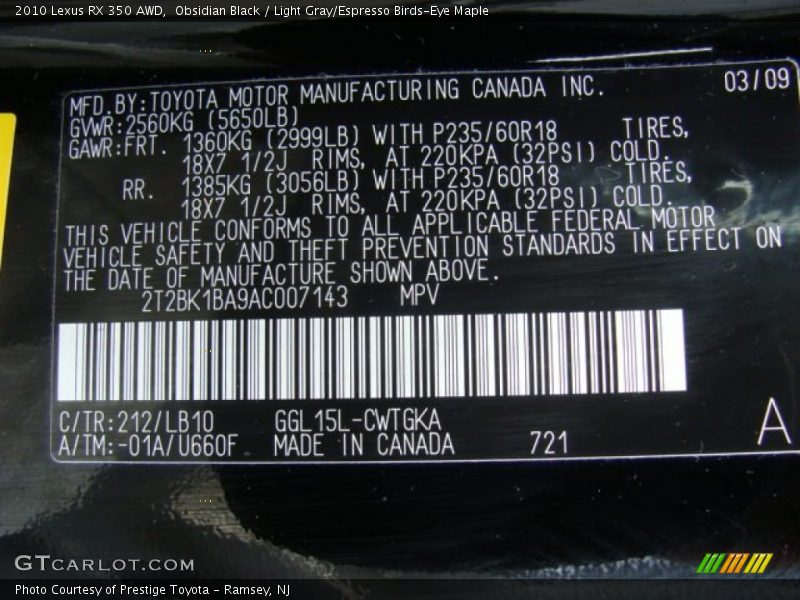 2010 Lexus RX 350 AWD,  Obsidian Black / Light Gray/Espresso Birds-Eye Maple
MFD.BY:TOYOTA MOTOR MANUFACTURING CANADA INC. 03/09
GVWR:2560KG (5650LB)
GAWR:FRT. 1360KG (2999LB) WITH P235/60R18 TIRES,
18X7 1/2J RIMS, AT 220KPA (32PSI) COLD.
RR. 1385KG (3056LB) WITH P235/60R18 TIRES,
18X7 1/2J RIMS, AT 220KPA (32PSI) COLD.
THIS VEHICLE CONFORMS TO ALL APPLICABLE FEDERAL MOTOR
VEHICLE SAFETY AND THEFT PREVENTION STANDARDS IN EFFECT ON
THE DATE OF MANUFACTURE SHOWN ABOVE.
2T2BK1BA9AC007143 MPV
C/TR:212/LB10 GGL15L-CWTGKA
A/TM:-01A/U660F MADE IN CANADA 721 A
GTCARLOT.COM
Photo Courtesy of Prestige Toyota - Ramsey, NJ